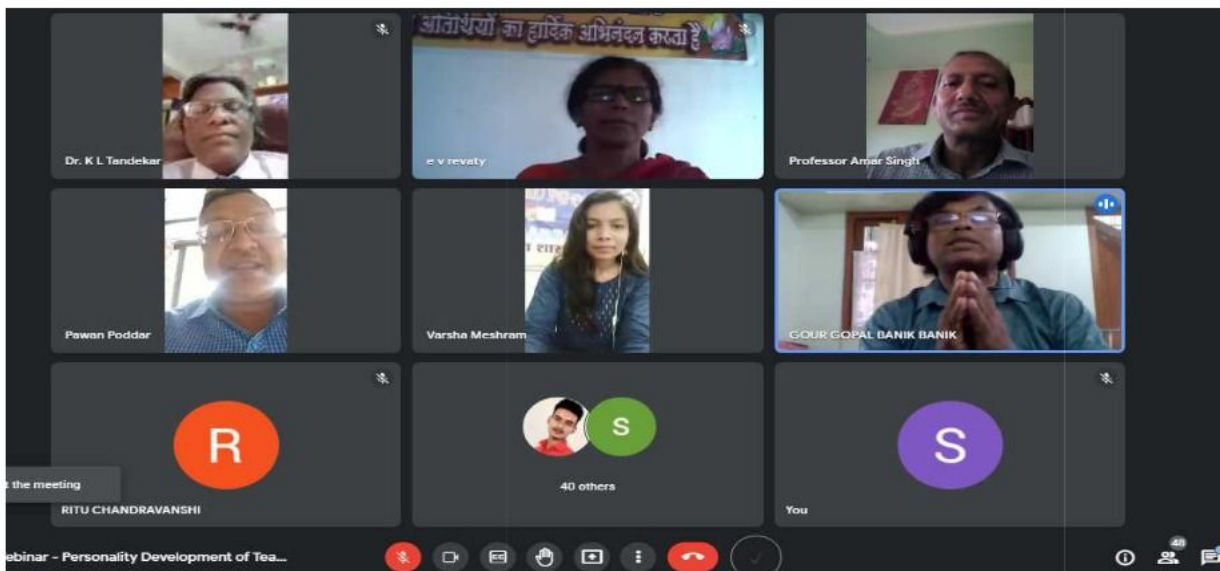 अतिथियों का हार्दिक अभिनंदन करता है
Dr. K L Tandekar
e v revaty
Professor Amar Singh
Pawan Poddar
Varsha Meshram
GOUR GOPAL BANIK BANIK
R
S
S
t the meeting
RITU CHANDRAVANSHI
40 others
You
ebinar - Personality Development of Tea...
CC
48